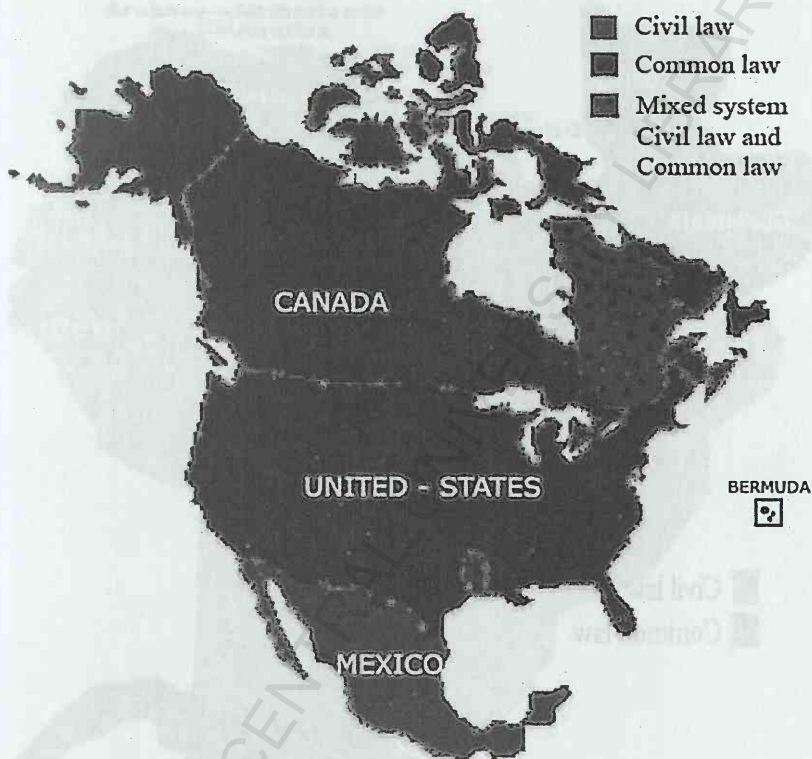 Civil law
Common law
Mixed system
Civil law and
Common law
CANADA
UNITED - STATES
BERMUDA
MEXICO
Civil law
Common law